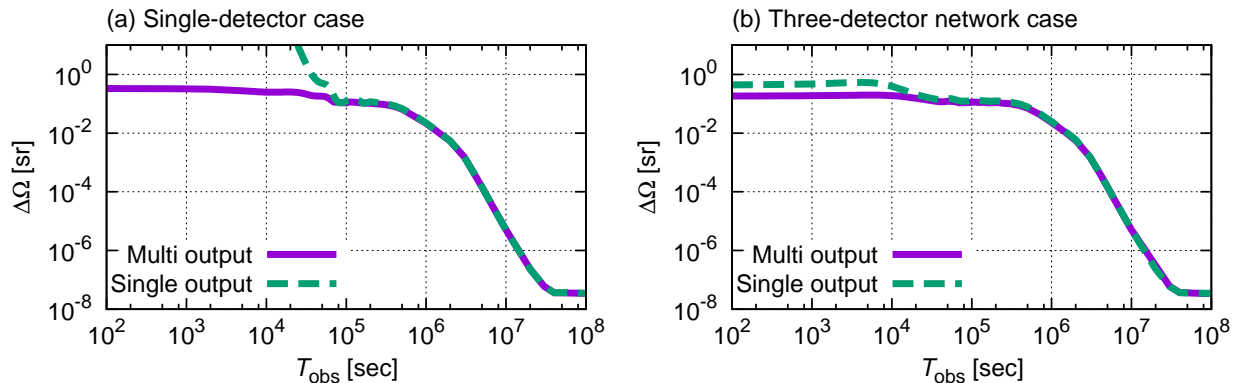 (a) Single-detector case
(b) Three-detector network case
10^0
10^-2
10^-4
10^-6
10^-8
ΔΩ [sr]
Multi output
Single output
10^2 10^3 10^4 10^5 10^6 10^7 10^8
T_obs [sec]
10^0
10^-2
10^-4
10^-6
10^-8
ΔΩ [sr]
Multi output
Single output
10^2 10^3 10^4 10^5 10^6 10^7 10^8
T_obs [sec]